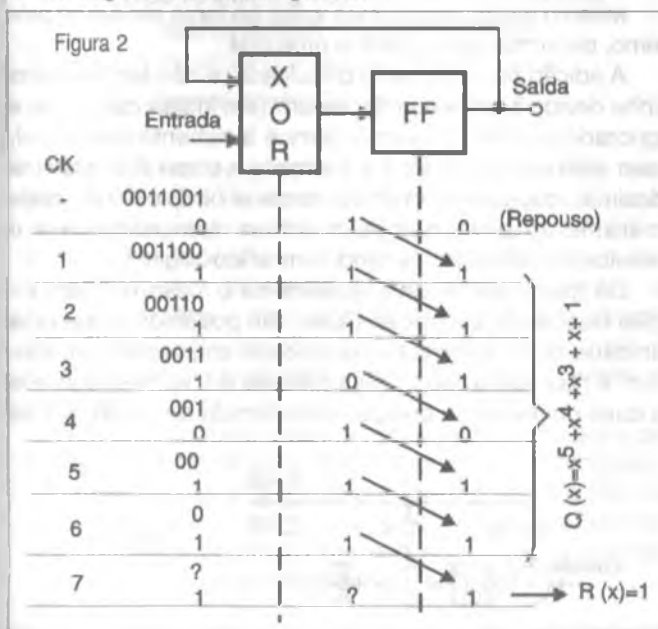 Figura 2
X
O
R
FF
Saída
Entrada
CK
- 0011001
0 1 0 (Repouso)
1 001100
1 1 1
2 00110
1 1 1
3 0011
1 0 1
4 001
0 1 0
5 00
1 1 1
6 0
1 1 1
7 ?
1 ? 1 R (x)=1
Q (x)=x5 +x4 +x3 + x+